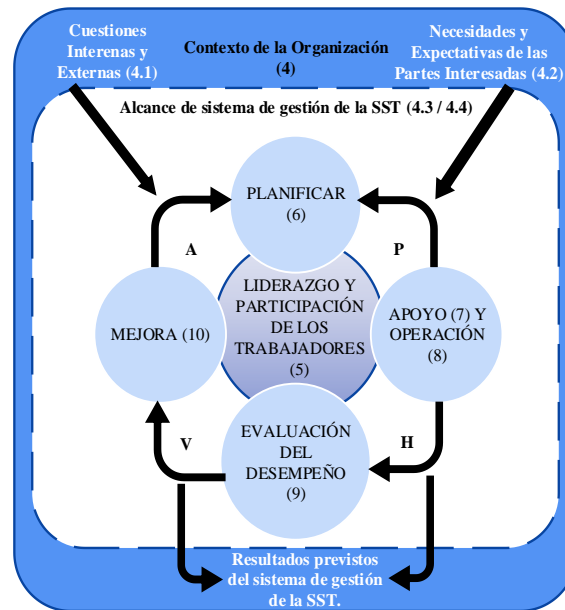 Cuestiones
Interenas y
Externas (4.1)
Contexto de la Organización
(4)
Necesidades y
Expectativas de las
Partes Interesadas (4.2)
Alcance de sistema de gestión de la SST (4.3 / 4.4)
PLANIFICAR
(6)
A
P
LIDERAZGO Y
PARTICIPACIÓN
DE LOS
TRABAJADORES
(5)
MEJORA (10)
APOYO (7) Y
OPERACIÓN
(8)
EVALUACIÓN
DEL
DESEMPEÑO
(9)
V
H
Resultados previstos
del sistema de gestión
de la SST.